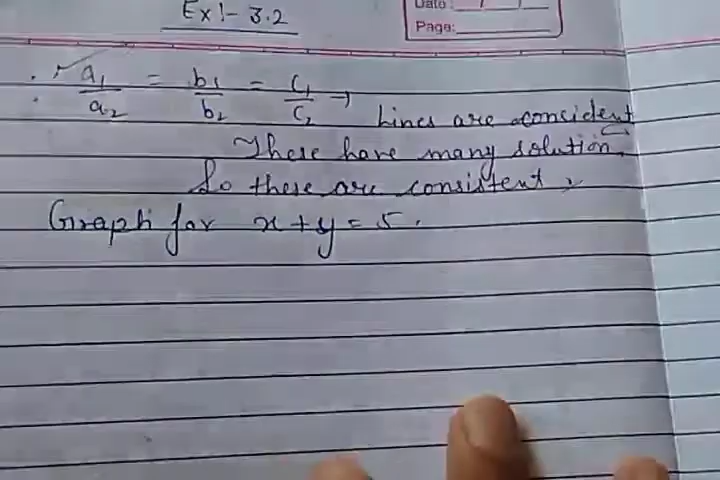 Ex!- 3.2
Date :
Page:
∴ a₁/a₂ = b₁/b₂ = c₁/c₂ → Lines are concident
These have many solution.
So these are consistent,
Graph for x+y=5.